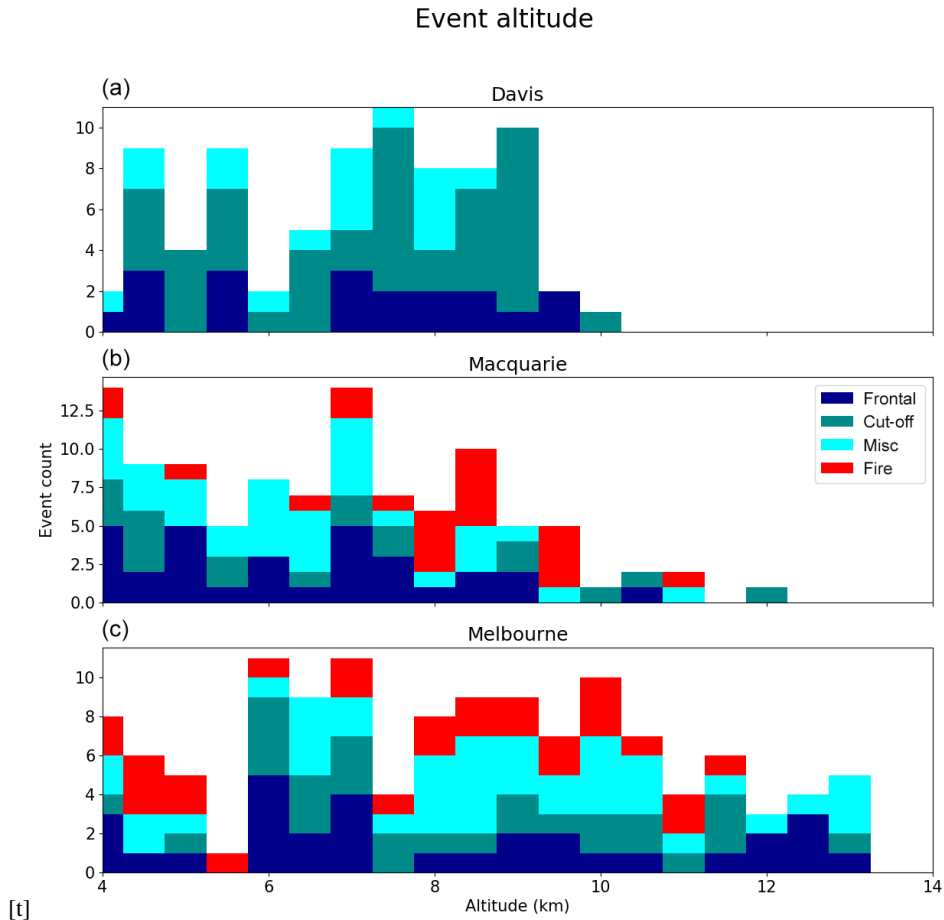 Event altitude
(a)
Davis
10
8
6
4
2
0
(b)
Macquarie
12.5
10.0
7.5
5.0
2.5
0.0
Event count
Frontal
Cut-off
Misc
Fire
(c)
Melbourne
10
8
6
4
2
0
4 6 8 10 12 14
Altitude (km)
[t]